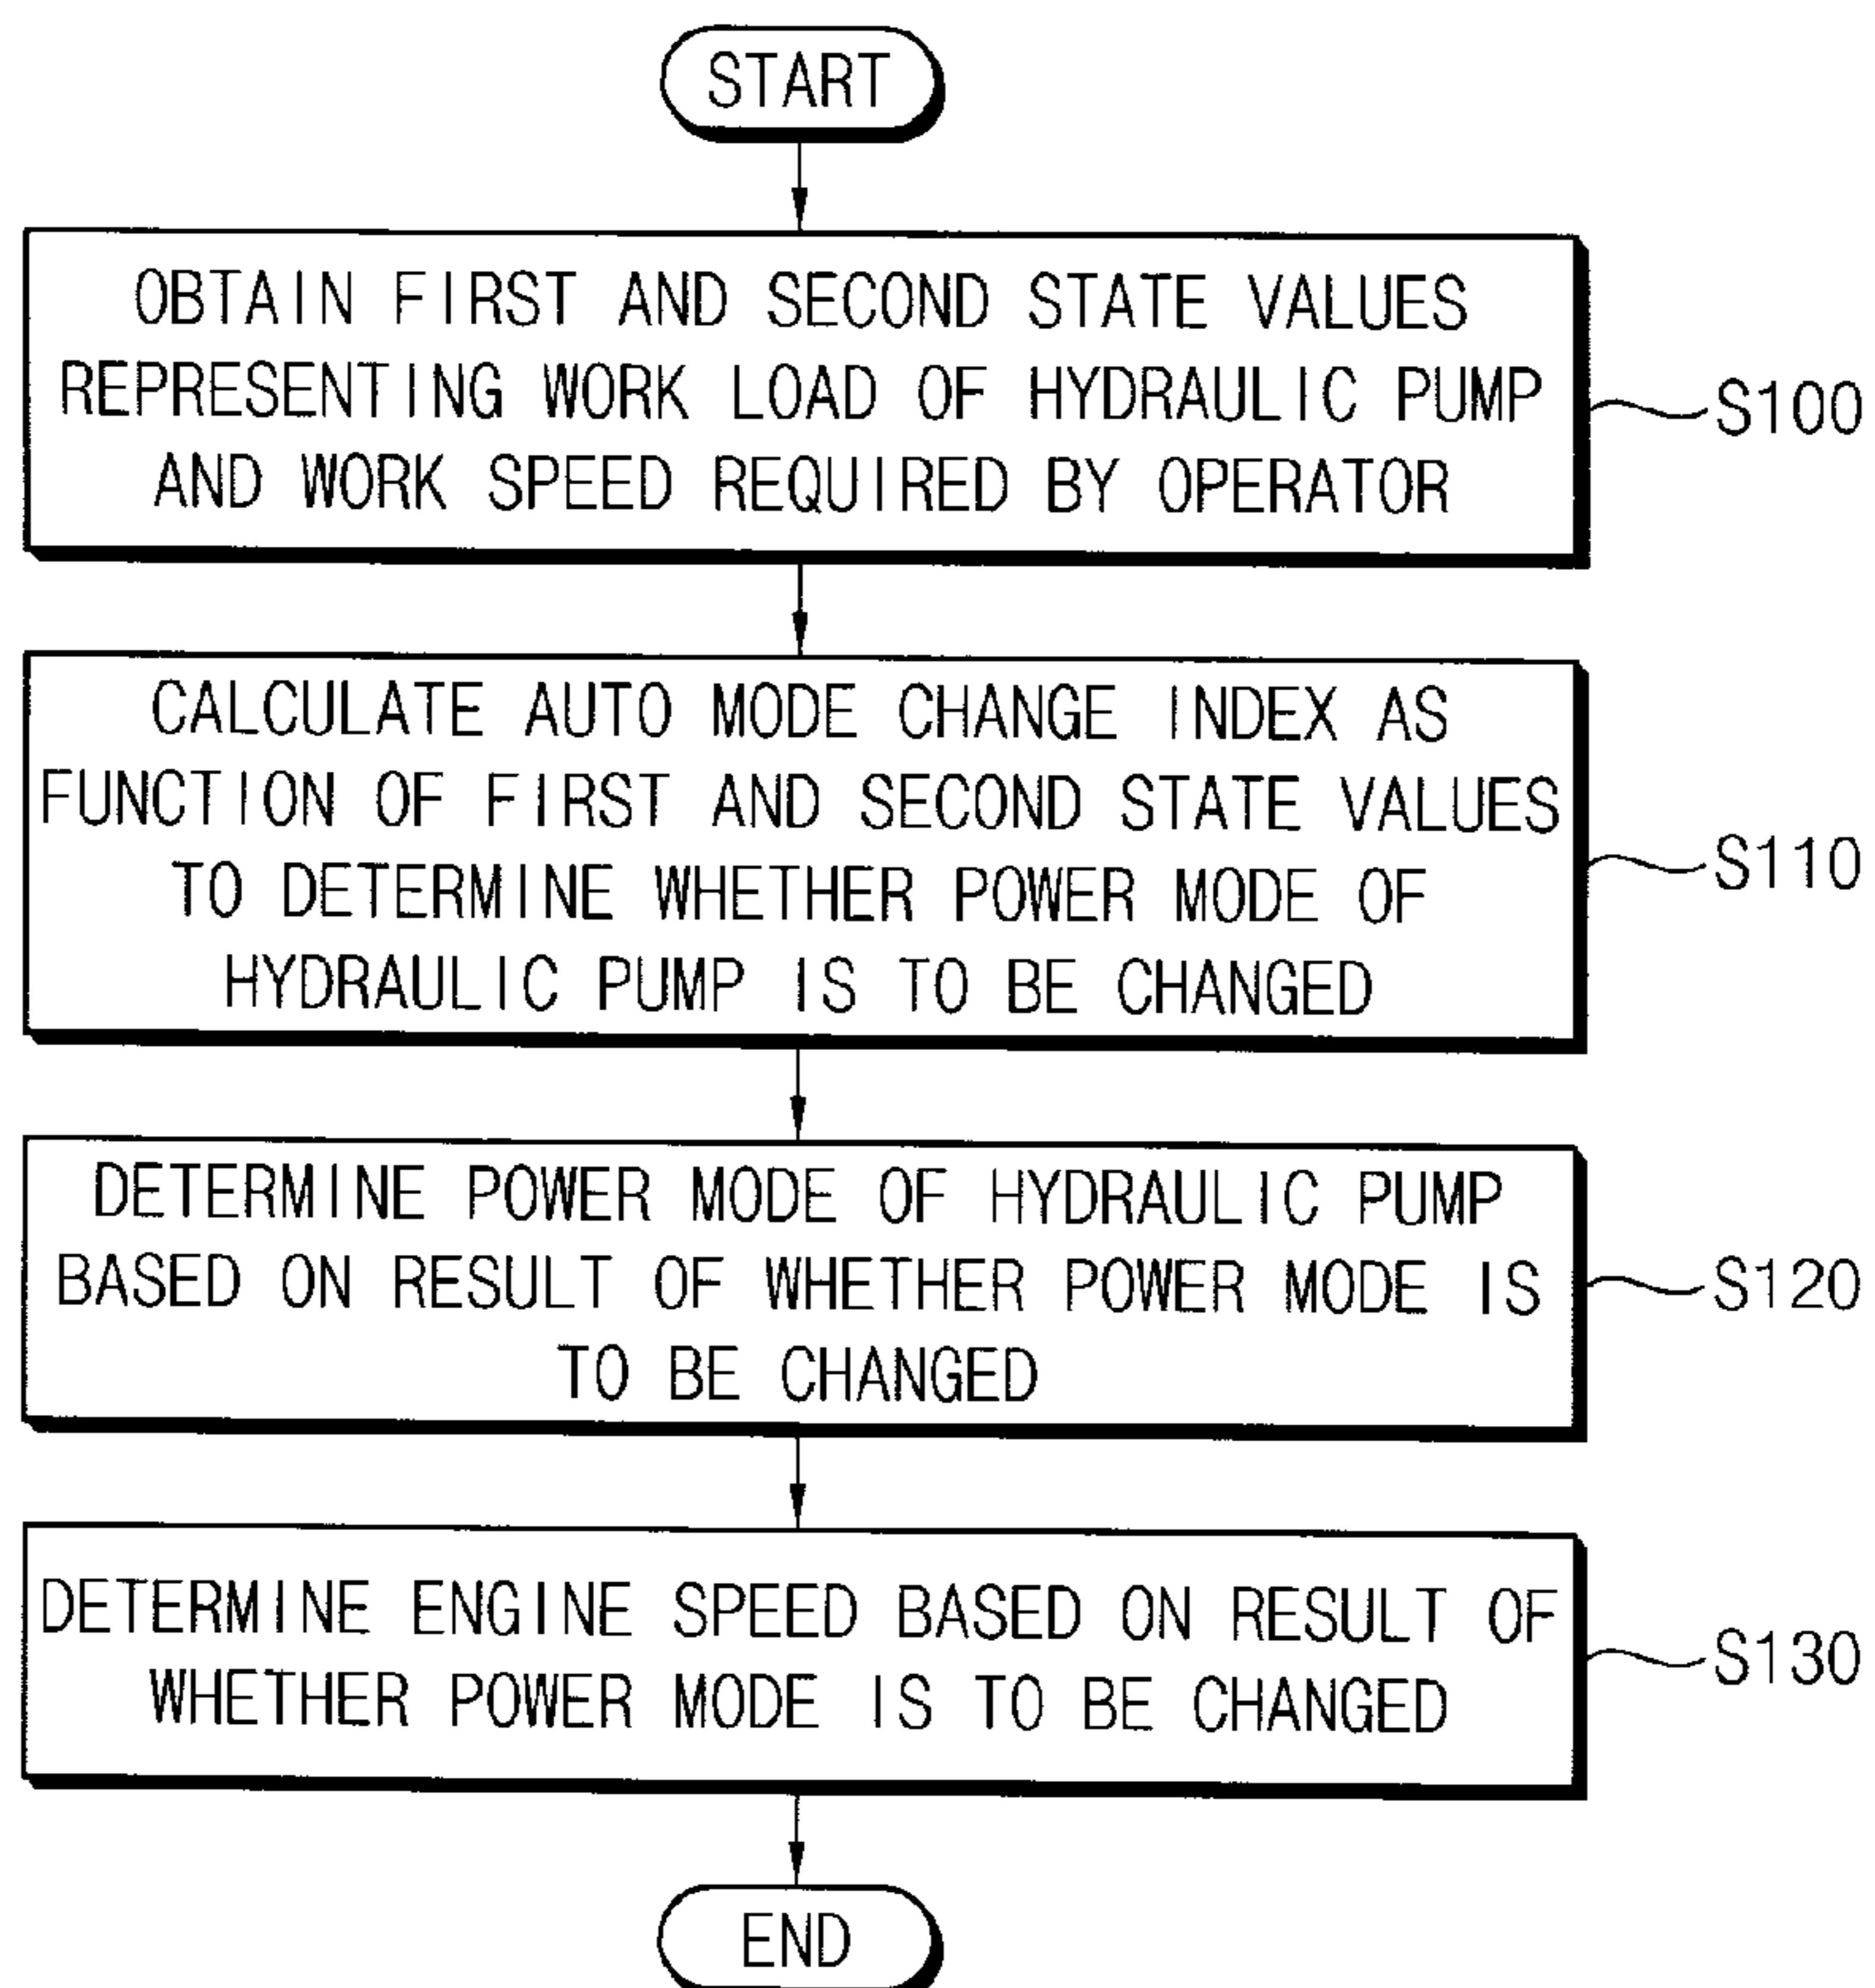 START
OBTAIN FIRST AND SECOND STATE VALUES
REPRESENTING WORK LOAD OF HYDRAULIC PUMP
AND WORK SPEED REQUIRED BY OPERATOR
S100
CALCULATE AUTO MODE CHANGE INDEX AS
FUNCTION OF FIRST AND SECOND STATE VALUES
TO DETERMINE WHETHER POWER MODE OF
HYDRAULIC PUMP IS TO BE CHANGED
S110
DETERMINE POWER MODE OF HYDRAULIC PUMP
BASED ON RESULT OF WHETHER POWER MODE IS
TO BE CHANGED
S120
DETERMINE ENGINE SPEED BASED ON RESULT OF
WHETHER POWER MODE IS TO BE CHANGED
S130
END